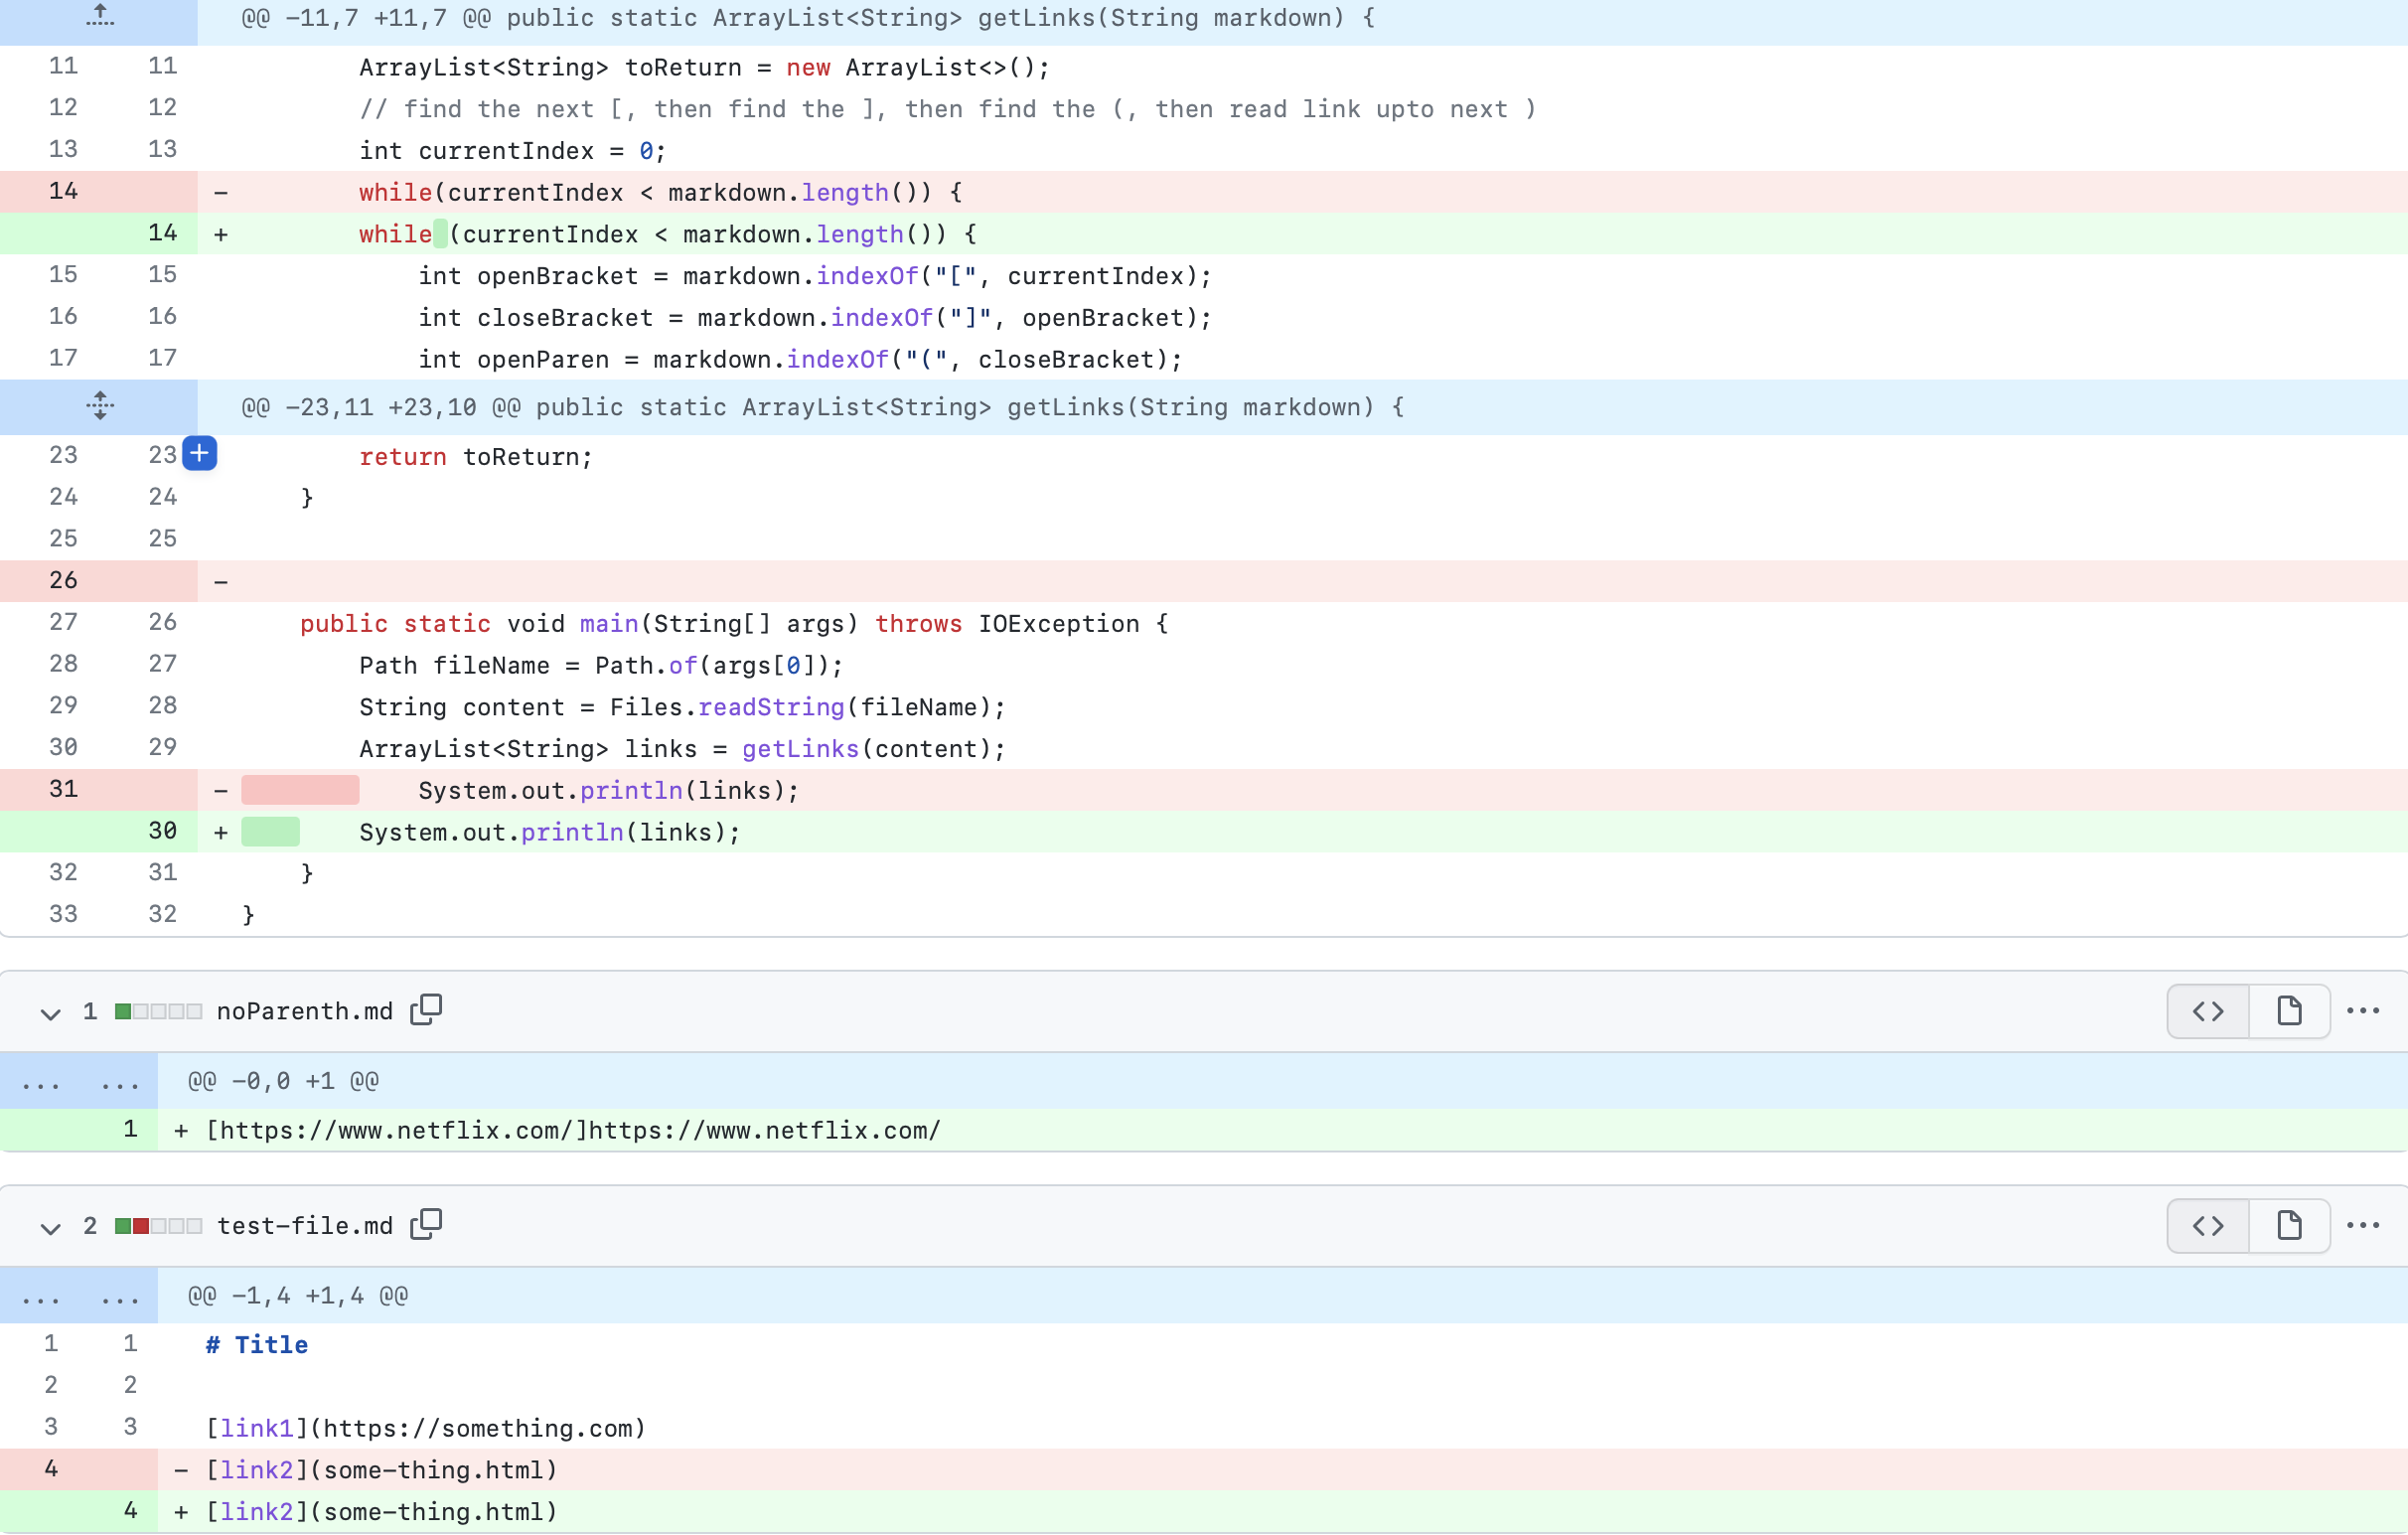 @@ -11,7 +11,7 @@ public static ArrayList<String> getLinks(String markdown) {
11 11 ArrayList<String> toReturn = new ArrayList<>();
12 12 // find the next [, then find the ], then find the (, then read link upto next )
13 13 int currentIndex = 0;
14 - while(currentIndex < markdown.length()) {
14 + while (currentIndex < markdown.length()) {
15 15 int openBracket = markdown.indexOf("[", currentIndex);
16 16 int closeBracket = markdown.indexOf("]", openBracket);
17 17 int openParen = markdown.indexOf("(", closeBracket);
@@ -23,11 +23,10 @@ public static ArrayList<String> getLinks(String markdown) {
23 23 + return toReturn;
24 24 }
25 25
26 -
27 26 public static void main(String[] args) throws IOException {
28 27 Path fileName = Path.of(args[0]);
29 28 String content = Files.readString(fileName);
30 29 ArrayList<String> links = getLinks(content);
31 - System.out.println(links);
30 + System.out.println(links);
32 31 }
33 32 }
1 noParenth.md
... ... @@ -0,0 +1 @@
1 + [https://www.netflix.com/]https://www.netflix.com/
2 test-file.md
... ... @@ -1,4 +1,4 @@
1 1 # Title
2 2
3 3 [link1](https://something.com)
4 - [link2](some-thing.html)
4 + [link2](some-thing.html)